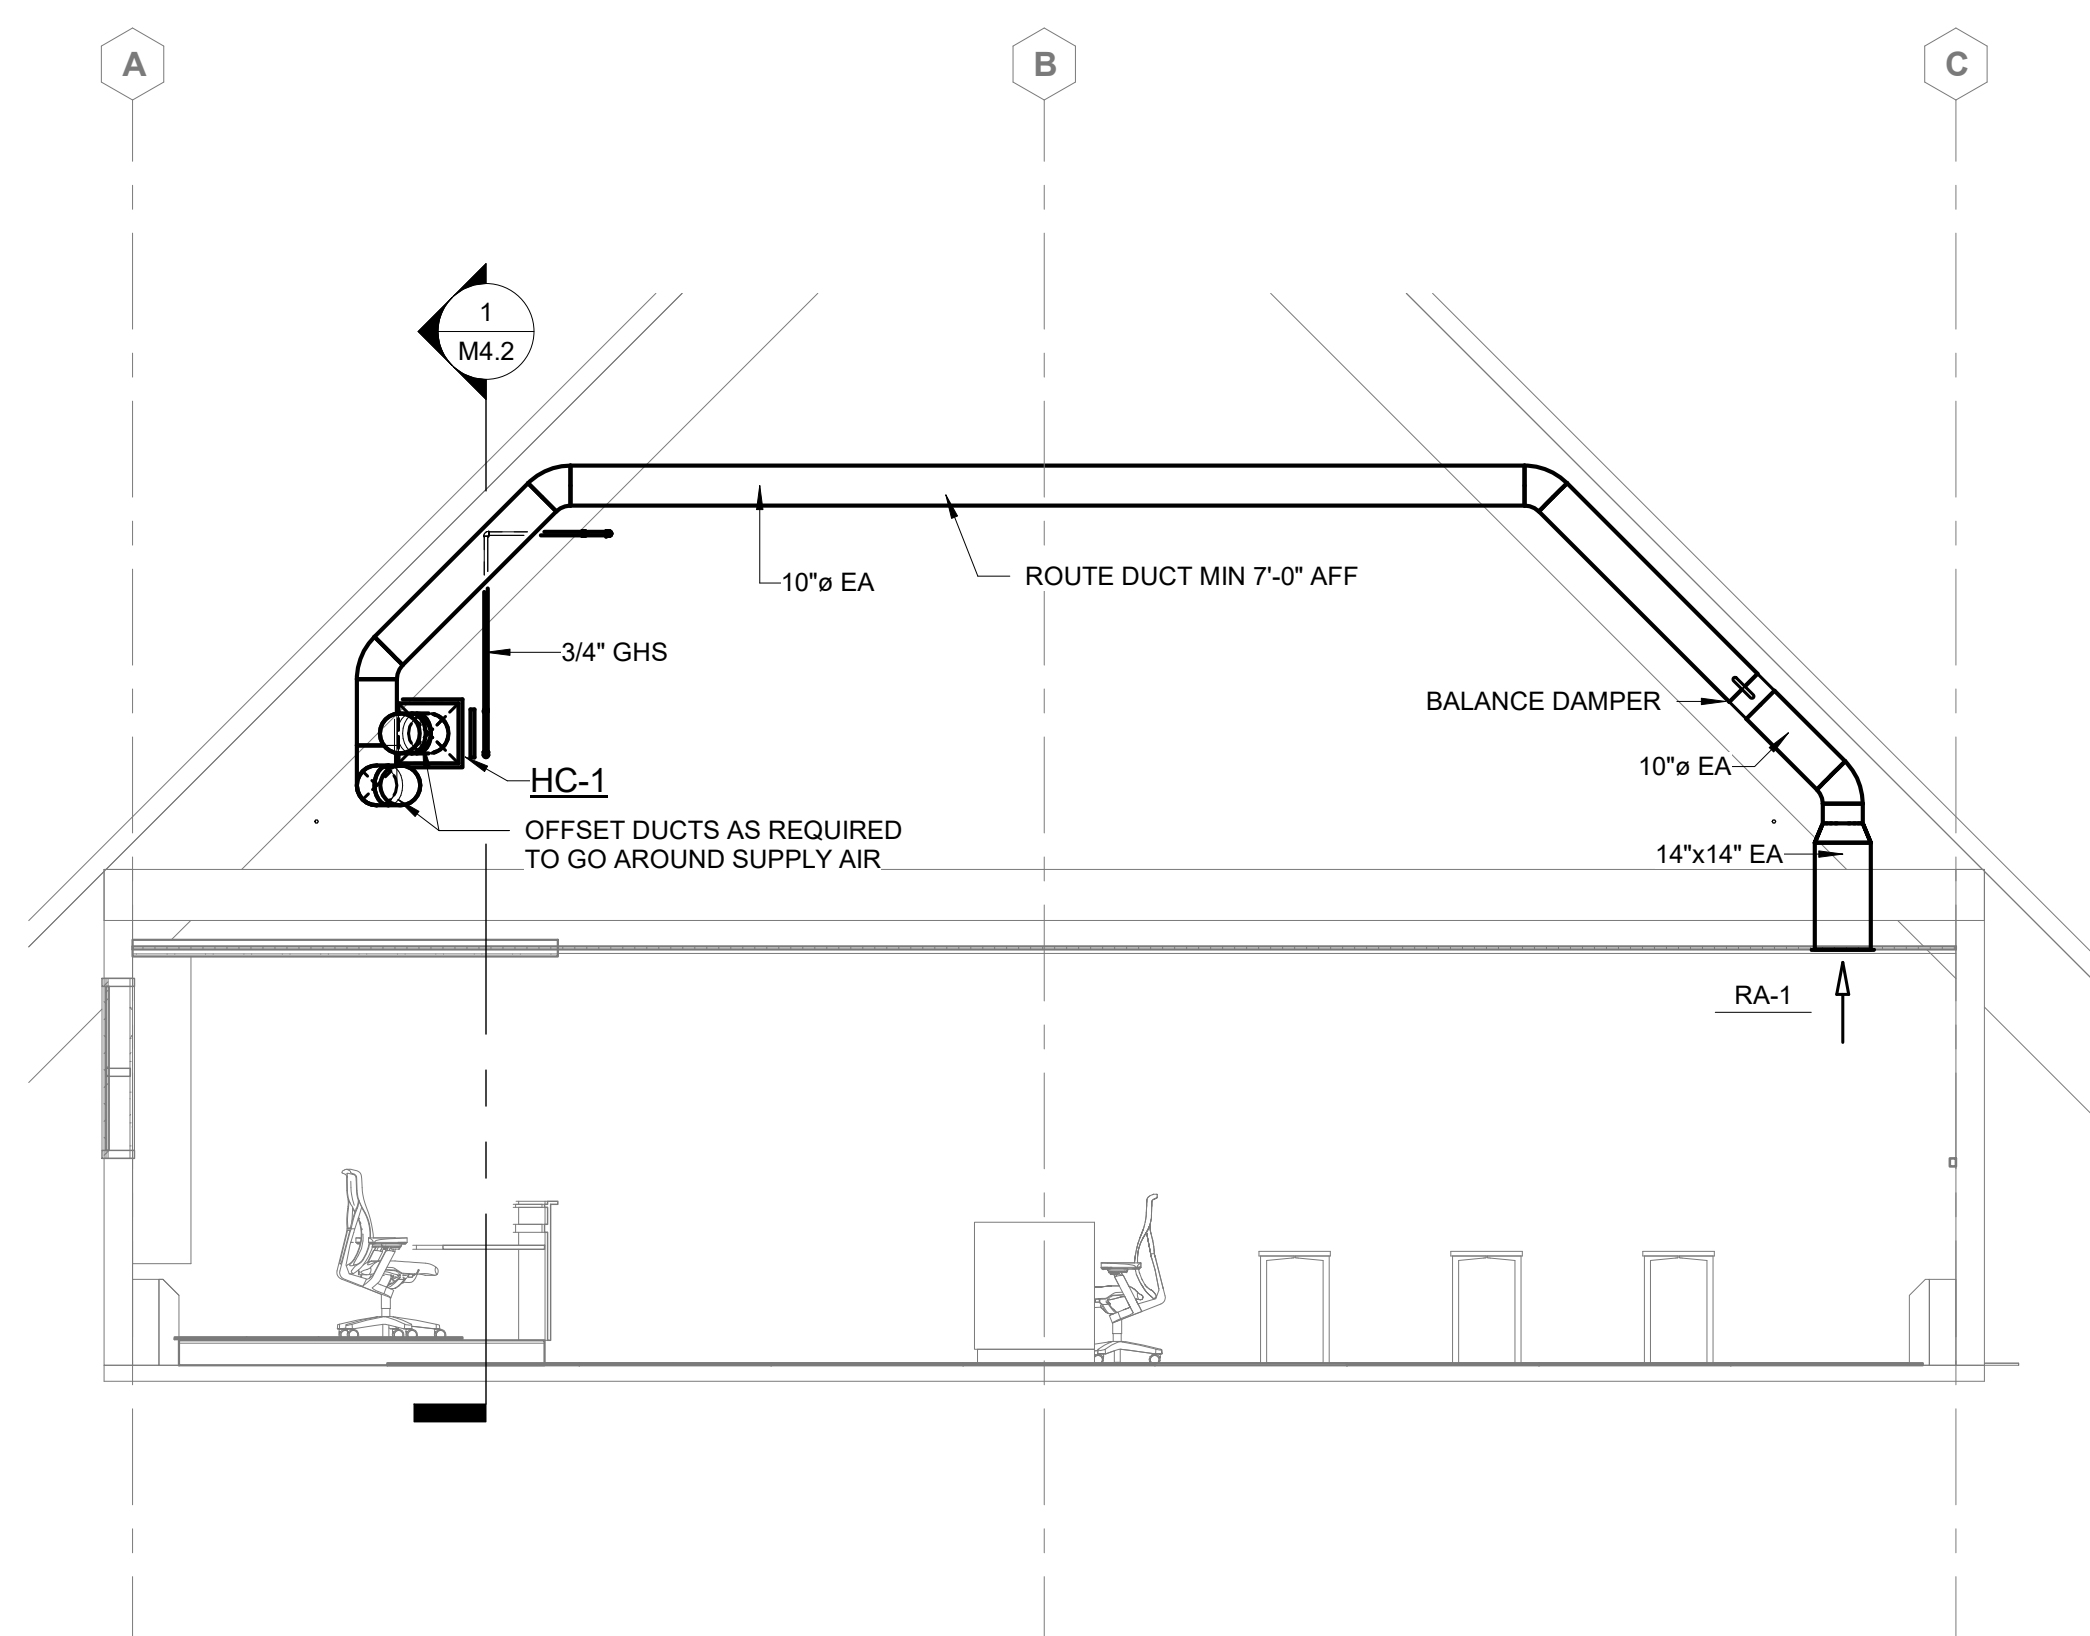 A
B
C
1
M4.2
10"ø EA
ROUTE DUCT MIN 7'-0" AFF
3/4" GHS
BALANCE DAMPER
10"ø EA
HC-1
OFFSET DUCTS AS REQUIRED
TO GO AROUND SUPPLY AIR
14"x14" EA
RA-1